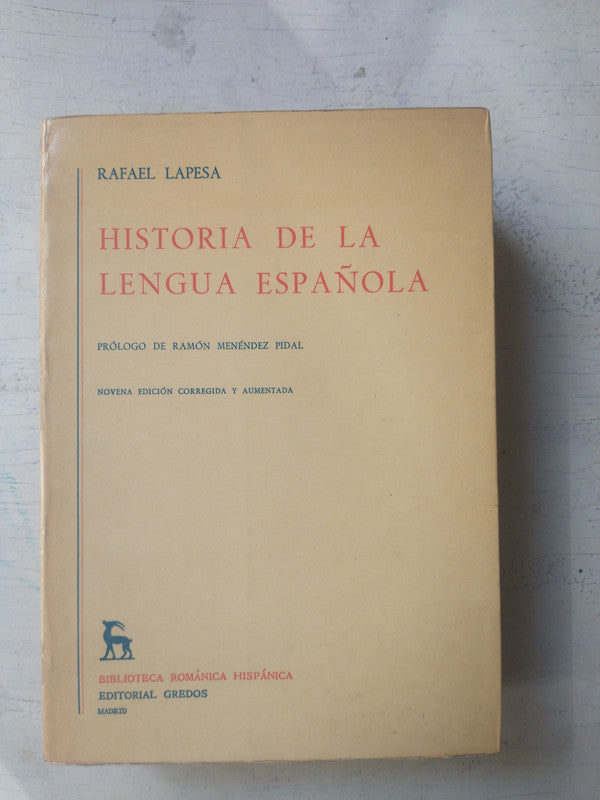 RAFAEL LAPESA
HISTORIA DE LA
LENGUA ESPAÑOLA
PRÓLOGO DE RAMÓN MENÉNDEZ PIDAL
NOVENA EDICIÓN CORREGIDA Y AUMENTADA
BIBLIOTECA ROMÁNICA HISPÁNICA
EDITORIAL GREDOS
MADRID